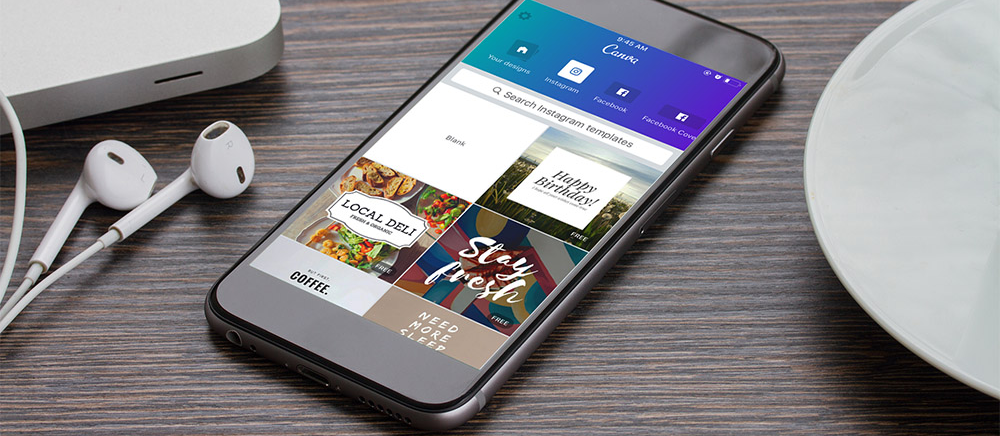 9:45 AM
Canva
Your designs
Instagram
Facebook
Facebook Cove
Search Instagram templates
Blank
Happy
Birthday!
FREE
LOCAL DELI
FRESH & ORGANIC
FREE
Stay
fresh
FREE
BUT FIRST,
COFFEE.
NEED
MORE
SLEEP
R
L